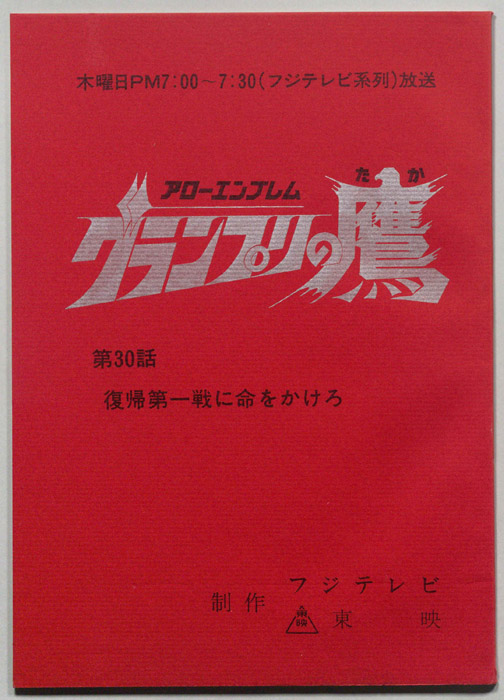 木曜日PM7:00～7:30(フジテレビ系列)放送
アローエンブレム
たか
グランプリの鷹
第30話
復帰第一戦に命をかけろ
フジテレビ
制作
東映
東映